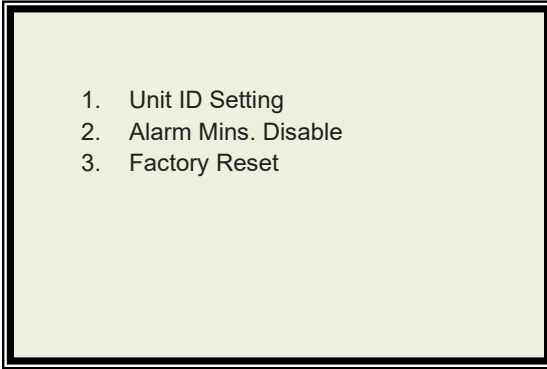 1. Unit ID Setting
2. Alarm Mins. Disable
3. Factory Reset